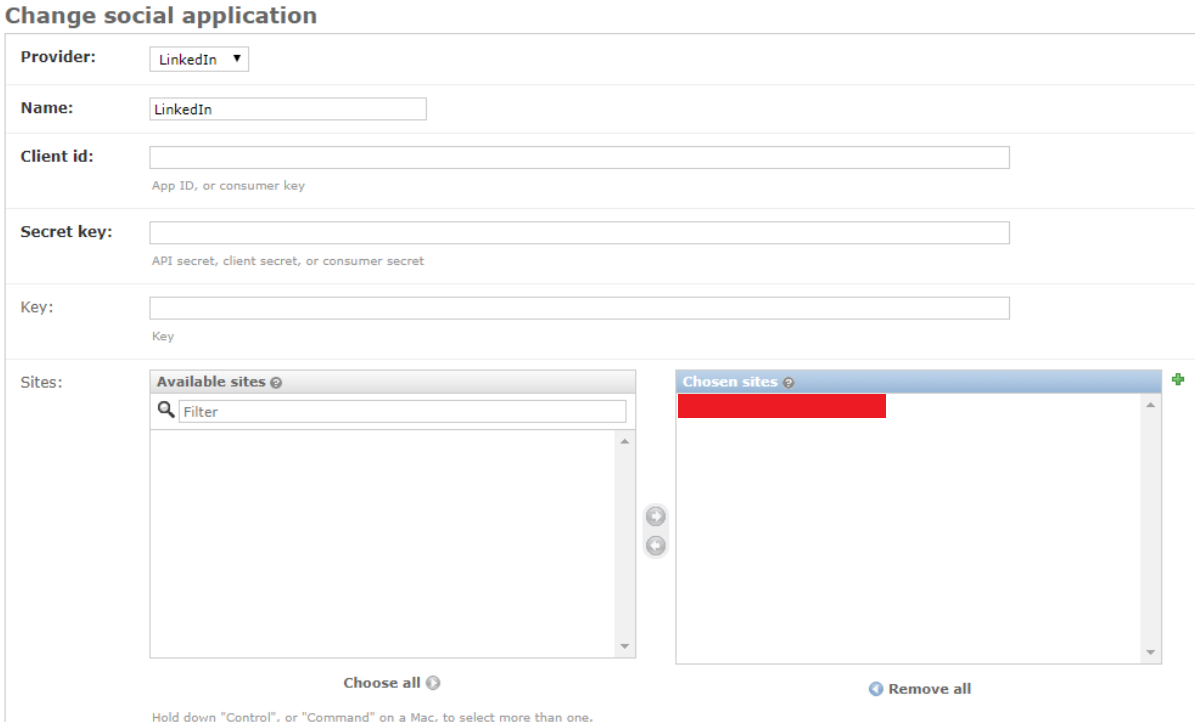 Change social application
Provider: LinkedIn
Name: LinkedIn
Client id:
App ID, or consumer key
Secret key:
API secret, client secret, or consumer secret
Key:
Key
Sites: Available sites Chosen sites
Filter
Choose all Remove all
Hold down "Control", or "Command" on a Mac, to select more than one.